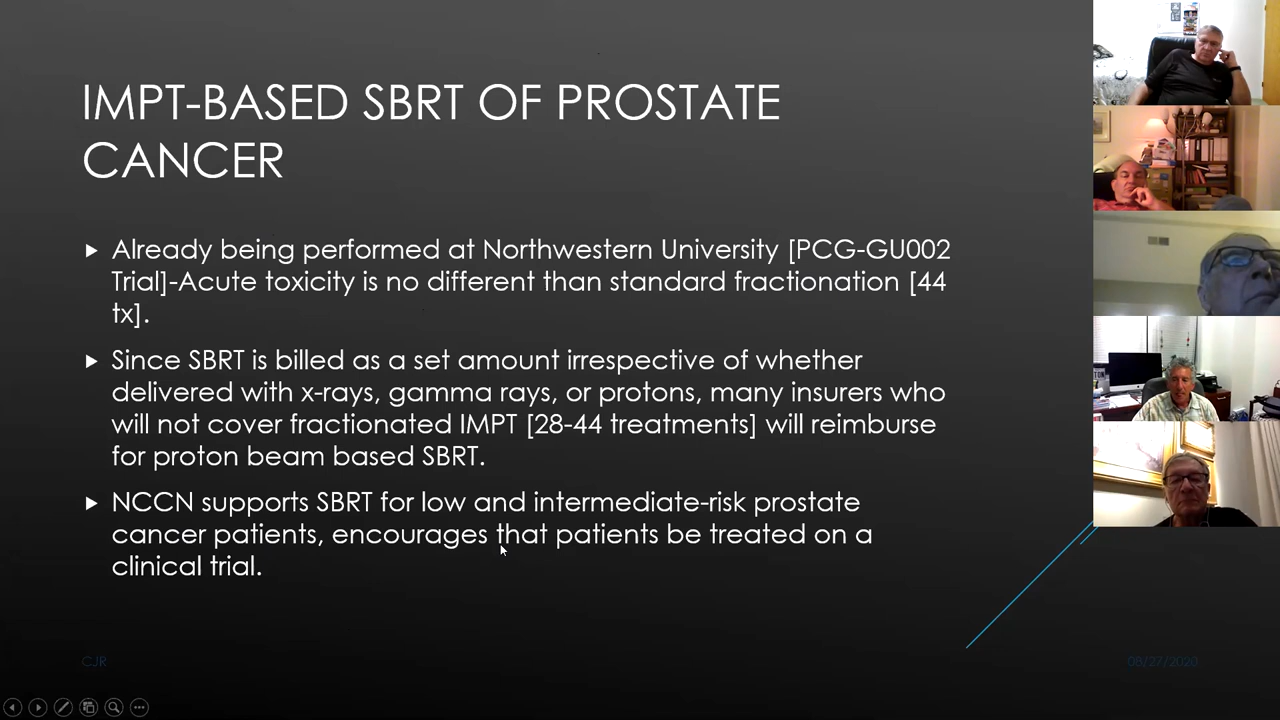 IMPT-BASED SBRT OF PROSTATE
CANCER
Already being performed at Northwestern University [PCG-GU002
Trial]-Acute toxicity is no different than standard fractionation [44
tx].
Since SBRT is billed as a set amount irrespective of whether
delivered with x-rays, gamma rays, or protons, many insurers who
will not cover fractionated IMPT [28-44 treatments] will reimburse
for proton beam based SBRT.
NCCN supports SBRT for low and intermediate-risk prostate
cancer patients, encourages that patients be treated on a
clinical trial.
CJR
08/27/2020